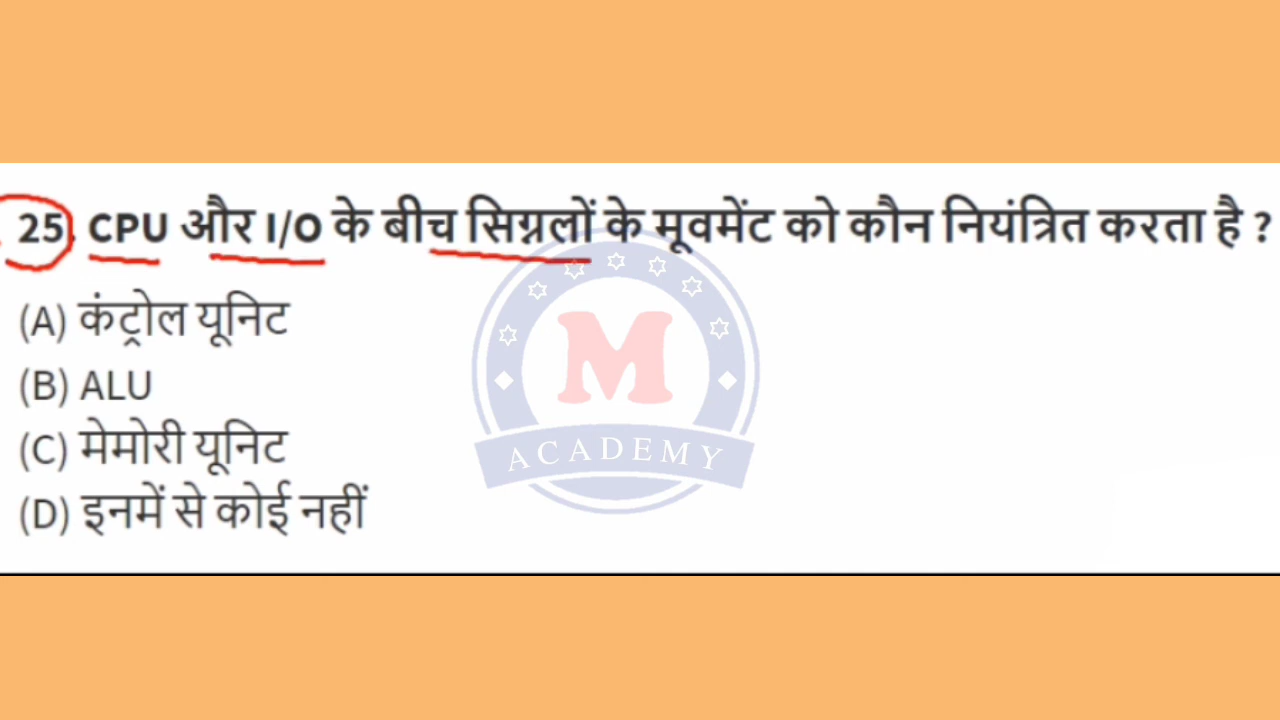 25. CPU और I/O के बीच सिग्नलों के मूवमेंट को कौन नियंत्रित करता है ?
(A) कंट्रोल यूनिट
(B) ALU
(C) मेमोरी यूनिट
(D) इनमें से कोई नहीं
M
ACADEMY